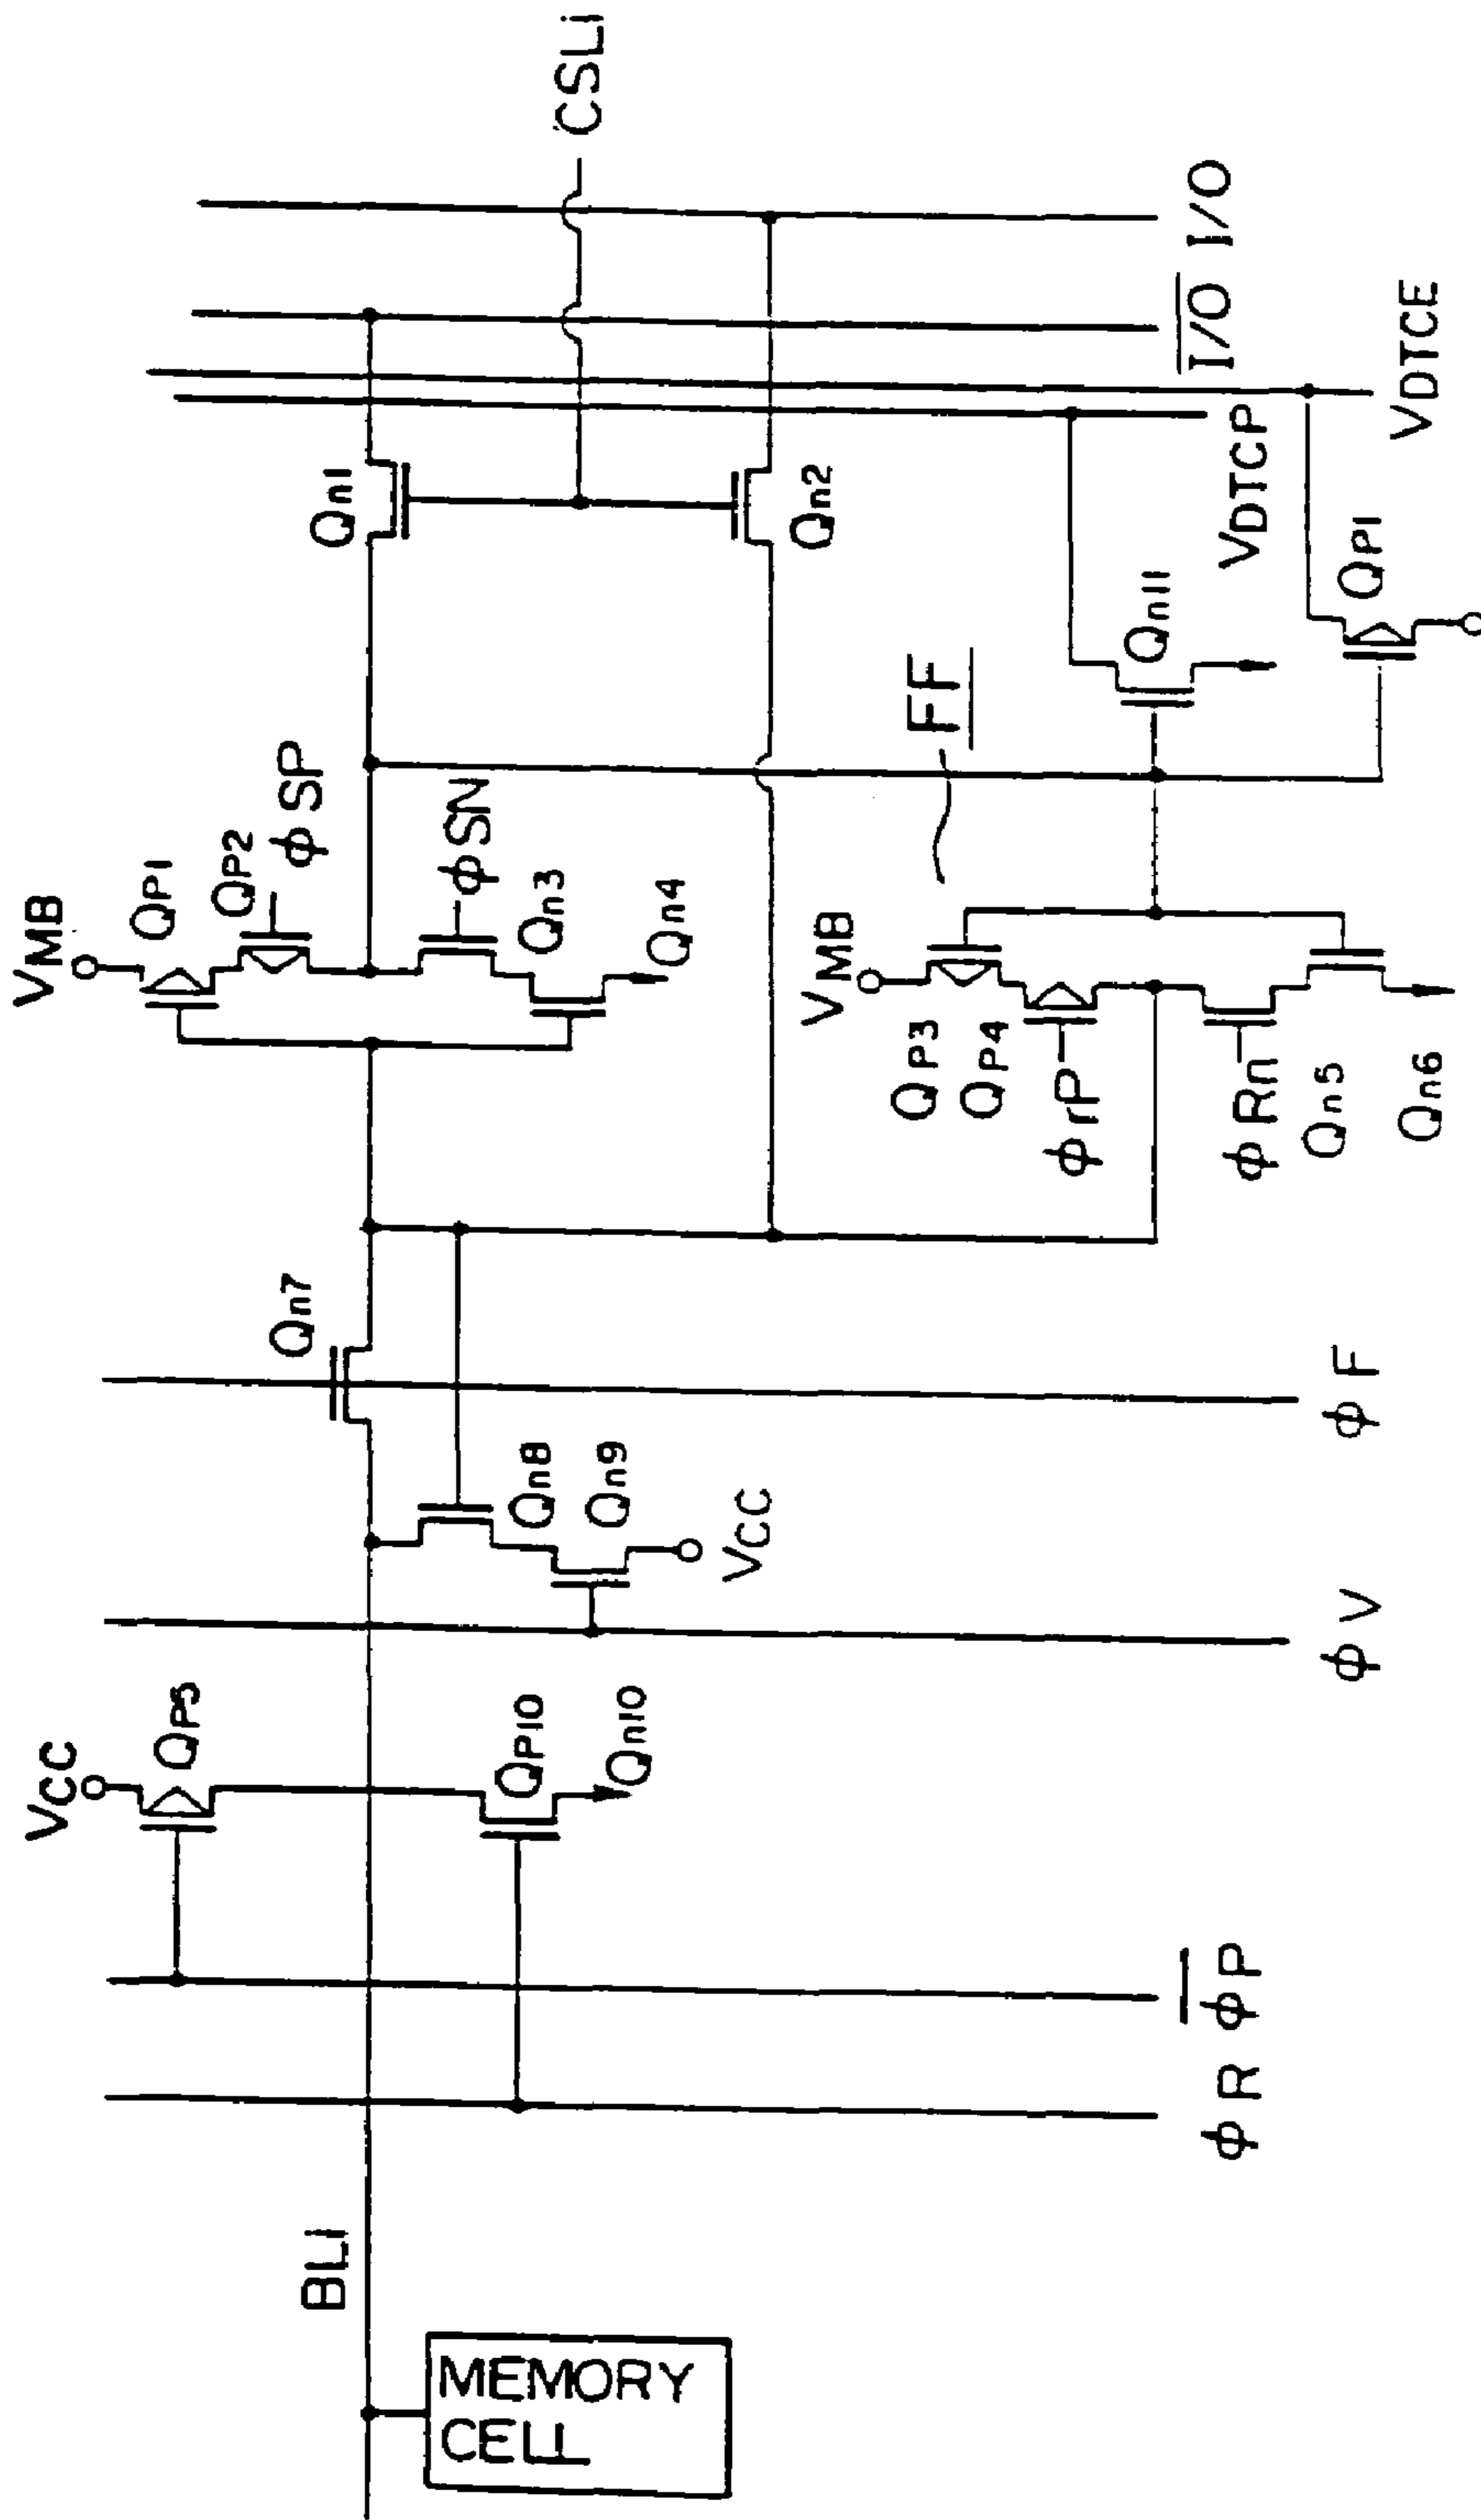 VMB
QP1
QP2
φSP
Qn1
CSLi
φSN
Qn3
Qn4
Qn2
VMB
QP3
QP4
φrP
φRn
Qn5
Qn6
FF
Qn11
QP1
I/O
I/O
VDTCP
VDTCE
Qn7
Qn8
Qn9
VCC
φF
φV
VCC
QP5
QP10
Qn10
φP
φR
BLi
MEMORY
CELL